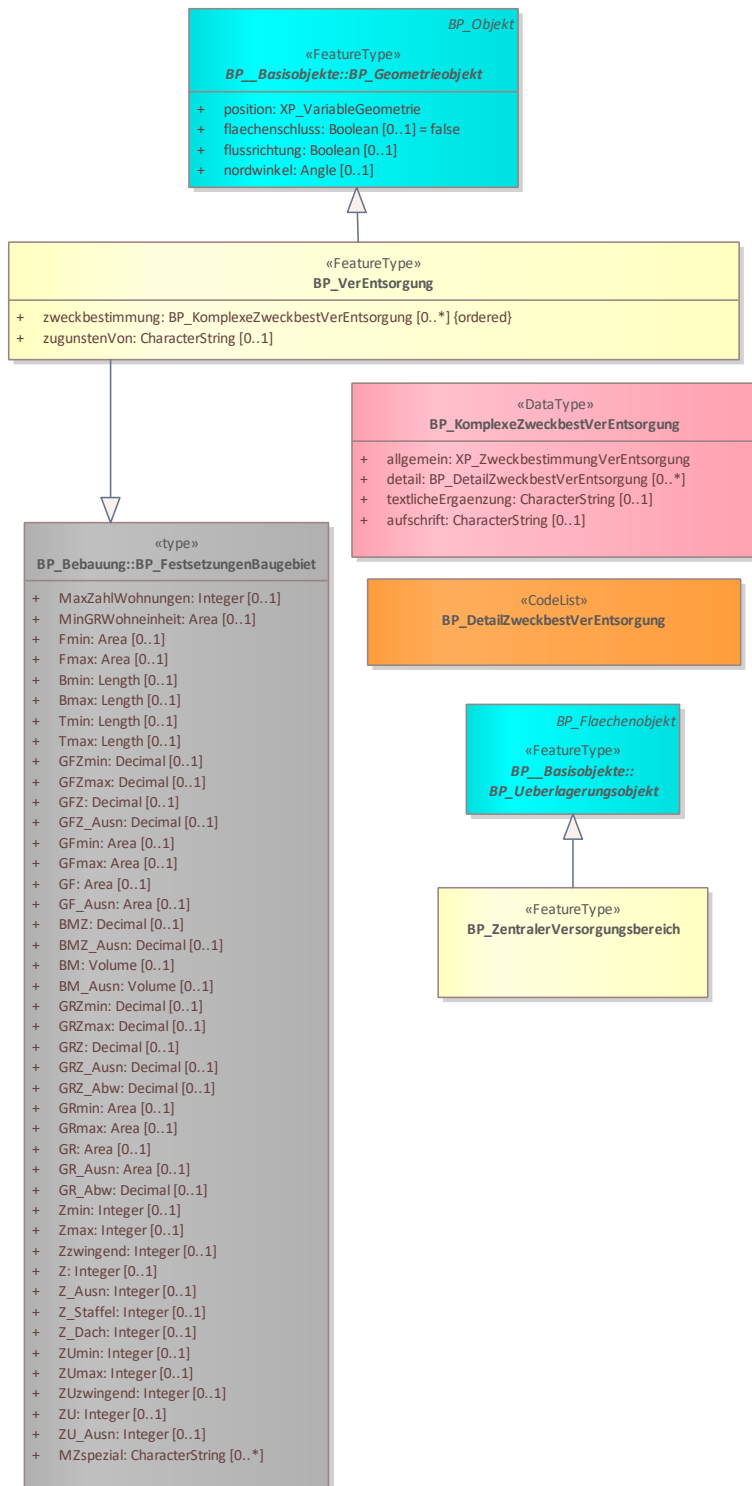 BP_Objekt
«FeatureType»
BP__Basisobjekte::BP_Geometrieobjekt
+ position: XP_VariableGeometrie
+ flaechenschluss: Boolean [0..1] = false
+ flussrichtung: Boolean [0..1]
+ nordwinkel: Angle [0..1]
«FeatureType»
BP_VerEntsorgung
+ zweckbestimmung: BP_KomplexeZweckbestVerEntsorgung [0..*] {ordered}
+ zugunstenVon: CharacterString [0..1]
«DataType»
BP_KomplexeZweckbestVerEntsorgung
+ allgemein: XP_ZweckbestimmungVerEntsorgung
+ detail: BP_DetailZweckbestVerEntsorgung [0..*]
+ textlicheErgaenzung: CharacterString [0..1]
+ aufschrift: CharacterString [0..1]
«CodeList»
BP_DetailZweckbestVerEntsorgung
BP_Flaechenobjekt
«FeatureType»
BP__Basisobjekte::
BP_Ueberlagerungsobjekt
«FeatureType»
BP_ZentralerVersorgungsbereich
«type»
BP_Bebauung::BP_FestsetzungenBaugebiet
+ MaxZahlWohnungen: Integer [0..1]
+ MinGRWohneinheit: Area [0..1]
+ Fmin: Area [0..1]
+ Fmax: Area [0..1]
+ Bmin: Length [0..1]
+ Bmax: Length [0..1]
+ Tmin: Length [0..1]
+ Tmax: Length [0..1]
+ GFZmin: Decimal [0..1]
+ GFZmax: Decimal [0..1]
+ GFZ: Decimal [0..1]
+ GFZ_Ausn: Decimal [0..1]
+ GFmin: Area [0..1]
+ GFmax: Area [0..1]
+ GF: Area [0..1]
+ GF_Ausn: Area [0..1]
+ BMZ: Decimal [0..1]
+ BMZ_Ausn: Decimal [0..1]
+ BM: Volume [0..1]
+ BM_Ausn: Volume [0..1]
+ GRZmin: Decimal [0..1]
+ GRZmax: Decimal [0..1]
+ GRZ: Decimal [0..1]
+ GRZ_Ausn: Decimal [0..1]
+ GRZ_Abw: Decimal [0..1]
+ GRmin: Area [0..1]
+ GRmax: Area [0..1]
+ GR: Area [0..1]
+ GR_Ausn: Area [0..1]
+ GR_Abw: Decimal [0..1]
+ Zmin: Integer [0..1]
+ Zmax: Integer [0..1]
+ Zzwingend: Integer [0..1]
+ Z: Integer [0..1]
+ Z_Ausn: Integer [0..1]
+ Z_Staffel: Integer [0..1]
+ Z_Dach: Integer [0..1]
+ ZUmin: Integer [0..1]
+ ZUmax: Integer [0..1]
+ ZUzwingend: Integer [0..1]
+ ZU: Integer [0..1]
+ ZU_Ausn: Integer [0..1]
+ MZspezial: CharacterString [0..*]